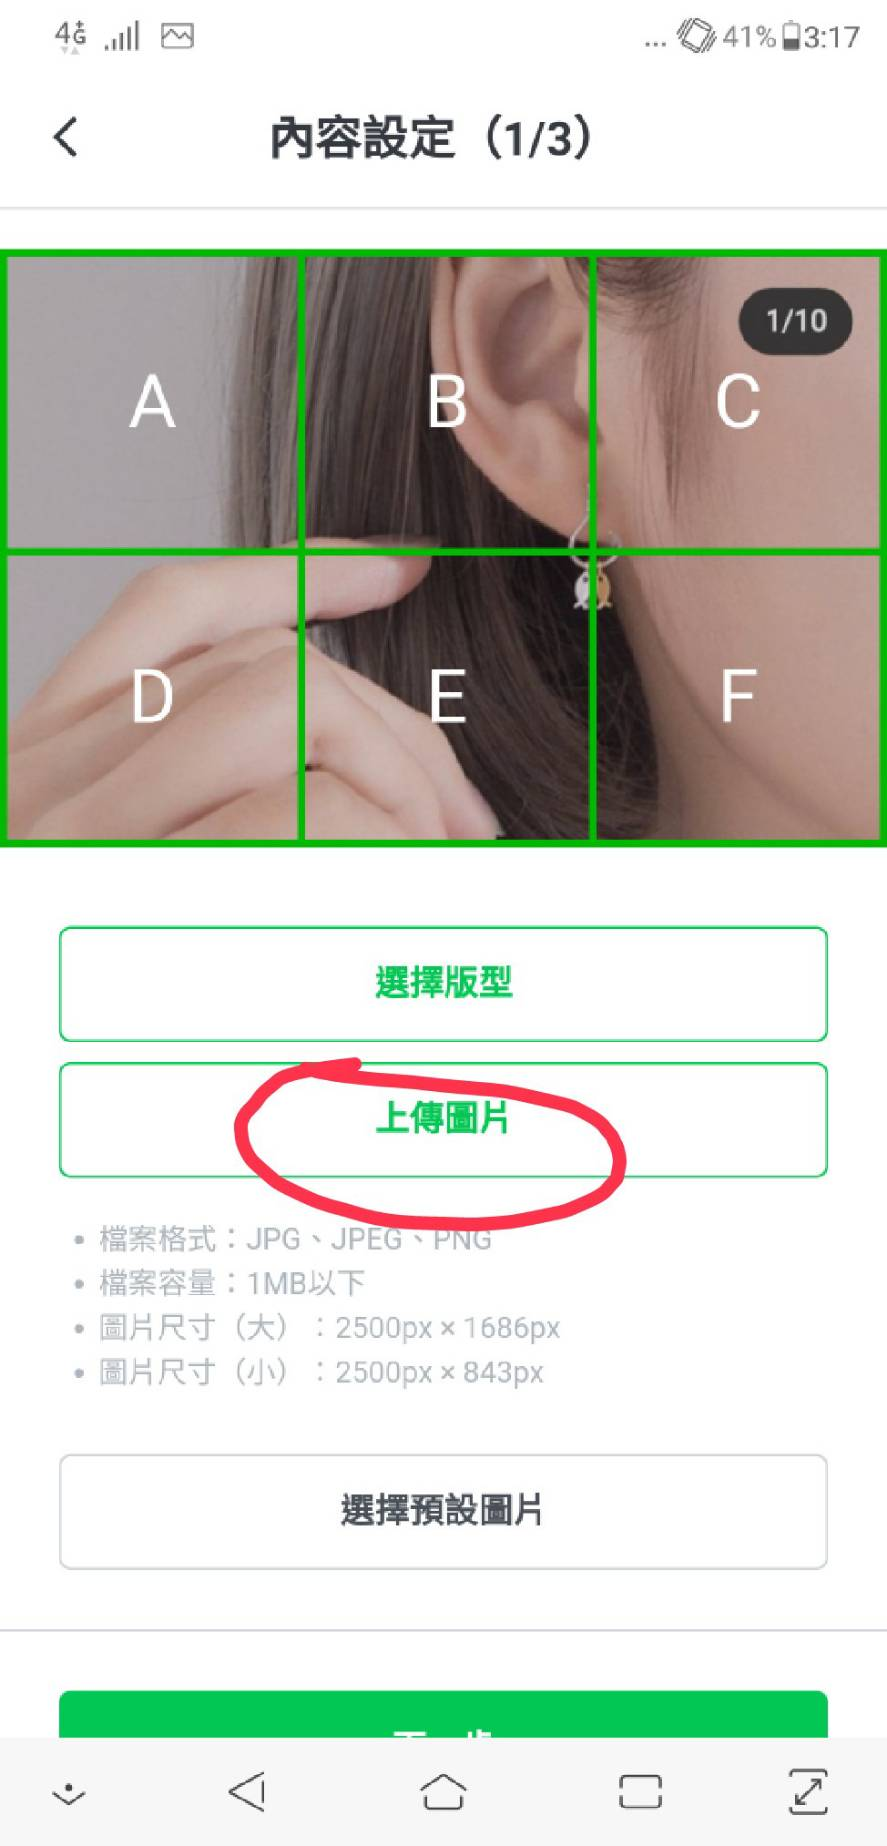 4G ... 41% 3:17
內容設定（1/3）
1/10
A B C
D E F
選擇版型
上傳圖片
• 檔案格式：JPG、JPEG、PNG
• 檔案容量：1MB以下
• 圖片尺寸（大）：2500px × 1686px
• 圖片尺寸（小）：2500px × 843px
選擇預設圖片